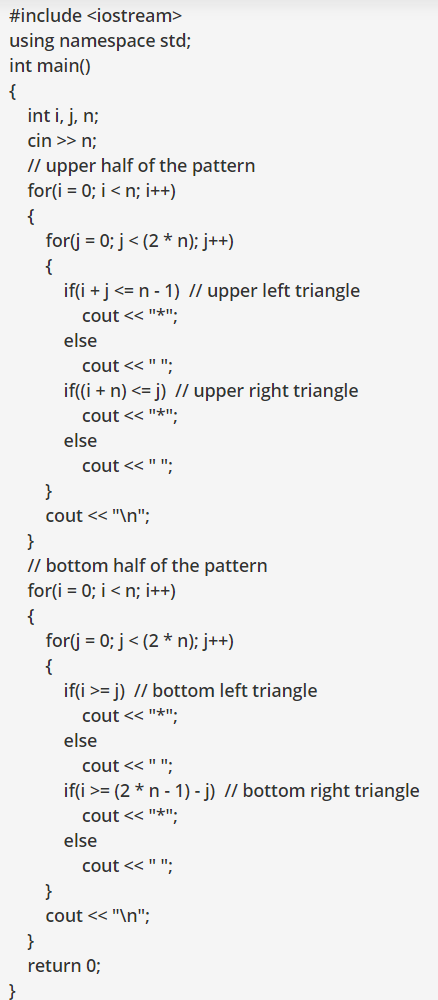 #include <iostream>
using namespace std;
int main()
{
    int i, j, n;
    cin >> n;
    // upper half of the pattern
    for(i = 0; i < n; i++)
    {
        for(j = 0; j < (2 * n); j++)
        {
            if(i + j <= n - 1)  // upper left triangle
                cout << "*";
            else
                cout << " ";
            if((i + n) <= j)  // upper right triangle
                cout << "*";
            else
                cout << " ";
        }
        cout << "\n";
    }
    // bottom half of the pattern
    for(i = 0; i < n; i++)
    {
        for(j = 0; j < (2 * n); j++)
        {
            if(i >= j)  // bottom left triangle
                cout << "*";
            else
                cout << " ";
            if(i >= (2 * n - 1) - j)  // bottom right triangle
                cout << "*";
            else
                cout << " ";
        }
        cout << "\n";
    }
    return 0;
}